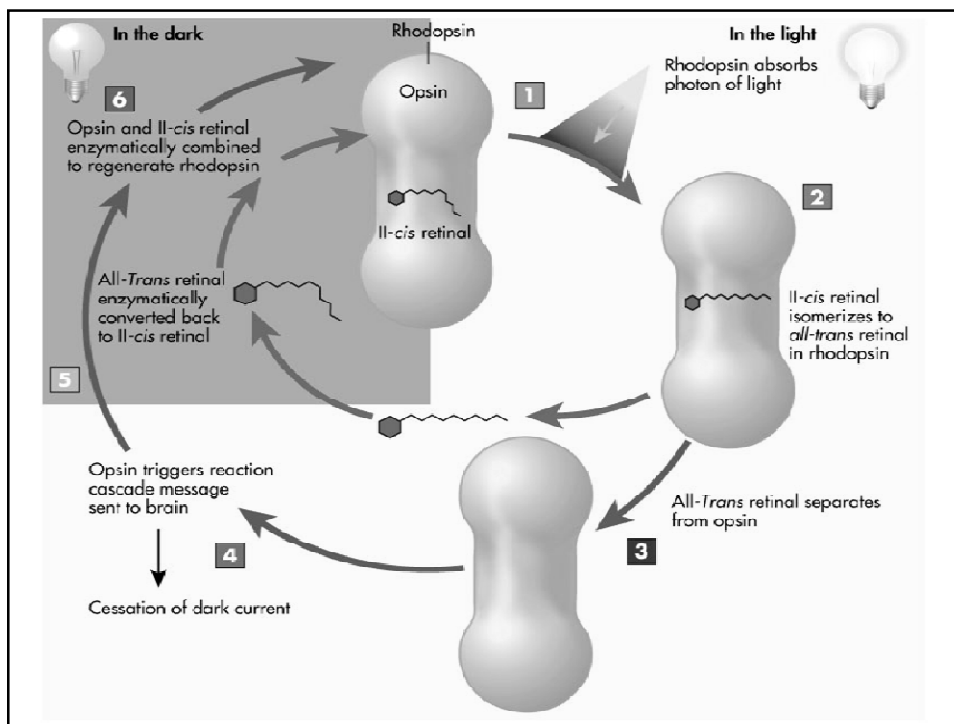 In the dark
Rhodopsin
In the light
Rhodopsin absorbs
photon of light
Opsin
1
6
Opsin and II-cis retinal
enzymatically combined
to regenerate rhodopsin
2
II-cis retinal
All-Trans retinal
enzymatically
converted back
to II-cis retinal
II-cis retinal
isomerizes to
all-trans retinal
in rhodopsin
5
Opsin triggers reaction
cascade message
sent to brain
All-Trans retinal separates
from opsin
3
4
Cessation of dark current